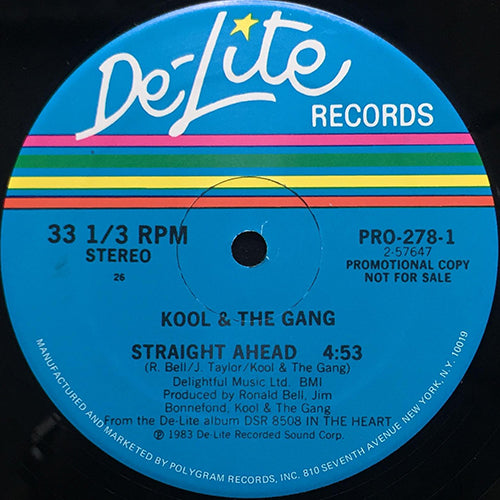 De-Lite
RECORDS
33 1/3 RPM
STEREO
26
PRO-278-1
2-57647
PROMOTIONAL COPY
NOT FOR SALE
KOOL & THE GANG
STRAIGHT AHEAD 4:53
(R. Bell/J. Taylor/Kool & The Gang)
Delightful Music Ltd. BMI
Produced by Ronald Bell, Jim
Bonnefond, Kool & The Gang
From the De-Lite album DSR 8508 IN THE HEART
Ⓟ 1983 De-Lite Recorded Sound Corp.
MANUFACTURED AND MARKETED BY POLYGRAM RECORDS, INC. 810 SEVENTH AVENUE NEW YORK, N.Y. 10019